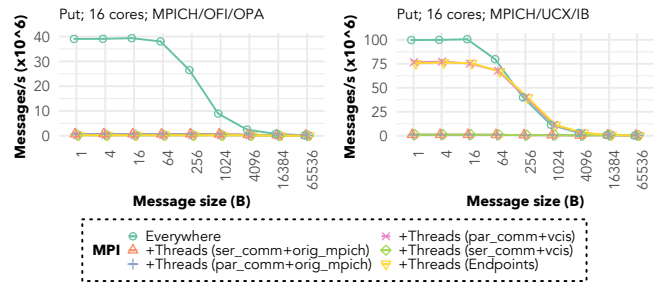 Put; 16 cores; MPICH/OFI/OPA
Messages/s (x10^6)
40
30
20
10
0
1
4
16
64
256
1024
4096
16384
65536
Message size (B)
Put; 16 cores; MPICH/UCX/IB
Messages/s (x10^6)
100
75
50
25
0
1
4
16
64
256
1024
4096
16384
65536
Message size (B)
MPI
Everywhere
+Threads (ser_comm+orig_mpich)
+Threads (par_comm+orig_mpich)
+Threads (par_comm+vcis)
+Threads (ser_comm+vcis)
+Threads (Endpoints)